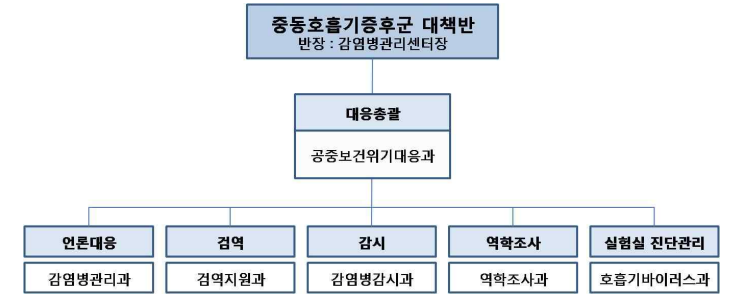 중동호흡기증후군 대책반
반장 : 감염병관리센터장
대응총괄
공중보건위기대응과
언론대응
검역
감시
역학조사
실험실 진단관리
감염병관리과
검역지원과
감염병감시과
역학조사과
호흡기바이러스과